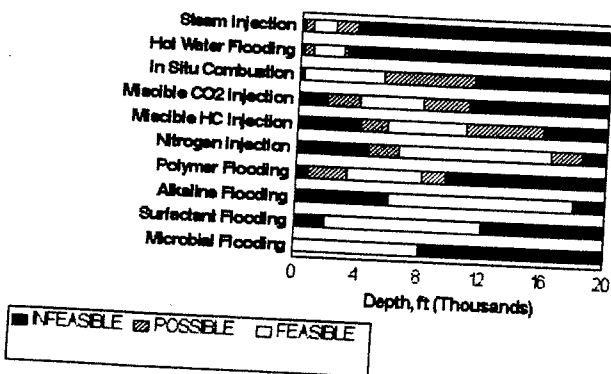 Steam Injection
Hot Water Flooding
In Situ Combustion
Miscible CO2 Injection
Miscible HC Injection
Nitrogen Injection
Polymer Flooding
Alkaline Flooding
Surfactant Flooding
Microbial Flooding
0 4 8 12 16 20
Depth, ft (Thousands)
INFEASIBLE POSSIBLE FEASIBLE